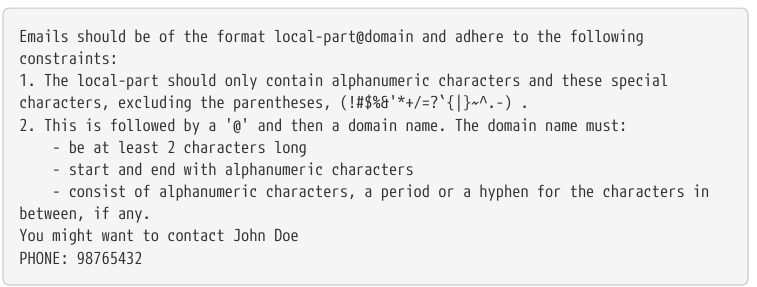 Emails should be of the format local-part@domain and adhere to the following
constraints:
1. The local-part should only contain alphanumeric characters and these special
characters, excluding the parentheses, (!#$%&'*+/=?`{|}~^.-) .
2. This is followed by a '@' and then a domain name. The domain name must:
    - be at least 2 characters long
    - start and end with alphanumeric characters
    - consist of alphanumeric characters, a period or a hyphen for the characters in
between, if any.
You might want to contact John Doe
PHONE: 98765432